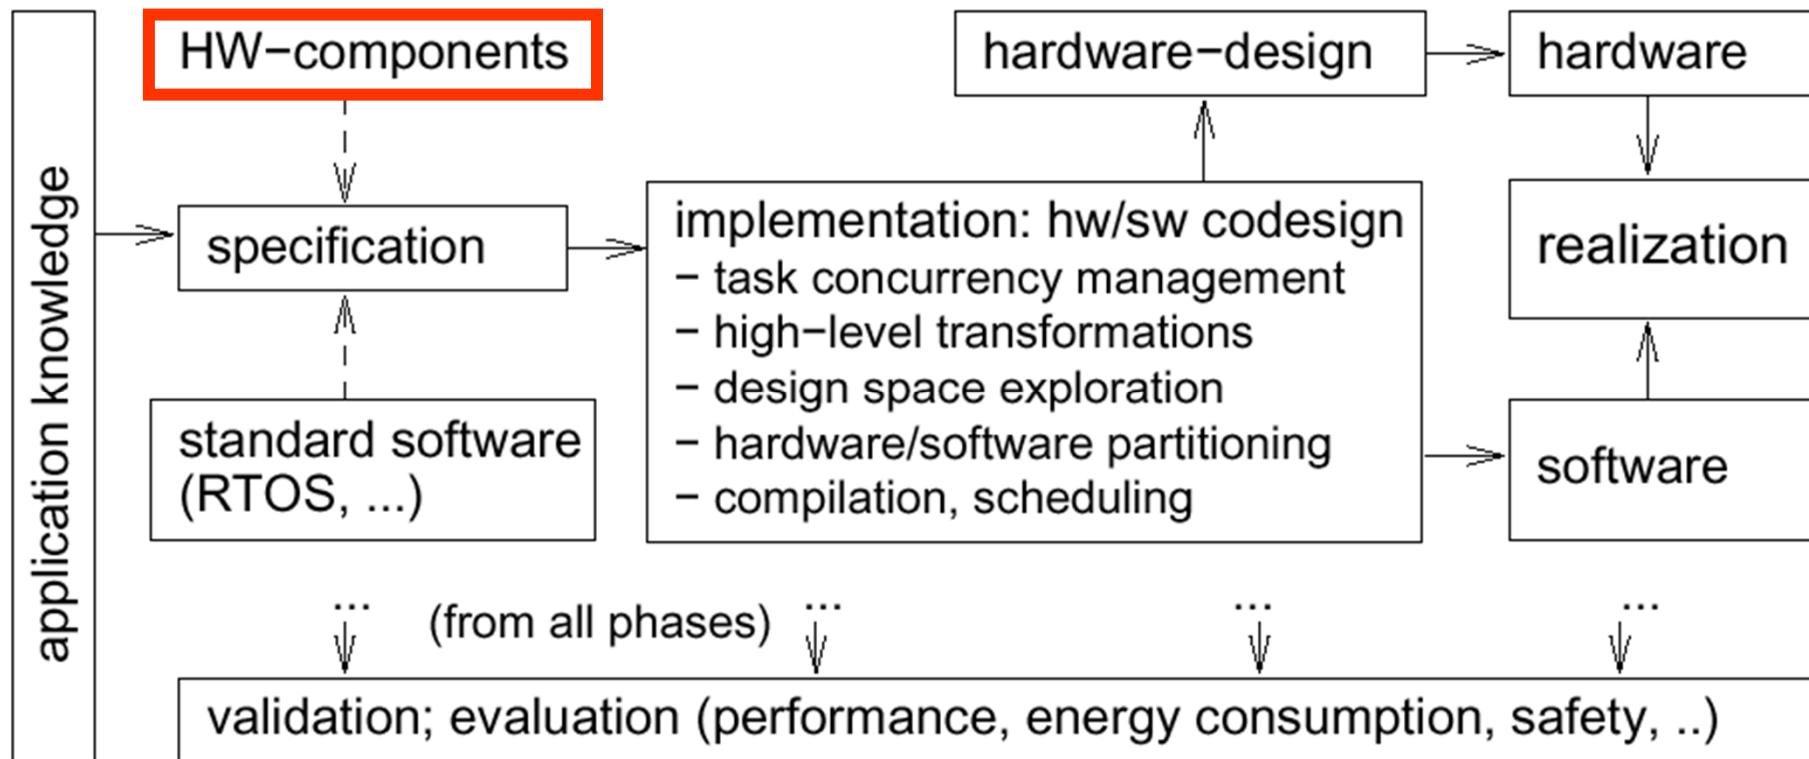 application knowledge
HW−components
hardware−design
hardware
specification
implementation: hw/sw codesign
− task concurrency management
− high−level transformations
− design space exploration
− hardware/software partitioning
− compilation, scheduling
realization
standard software
(RTOS, ...)
software
...
(from all phases)
...
...
...
validation; evaluation (performance, energy consumption, safety, ..)